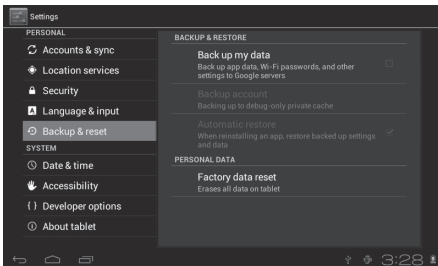 Settings
PERSONAL
Accounts & sync
Location services
Security
A Language & input
Backup & reset
SYSTEM
Date & time
Accessibility
{ } Developer options
About tablet
BACKUP & RESTORE
Back up my data
Back up app data, Wi-Fi passwords, and other
settings to Google servers
Backup account
Backing up to debug-only private cache
Automatic restore
When reinstalling an app, restore backed up settings
and data
PERSONAL DATA
Factory data reset
Erases all data on tablet
3:28